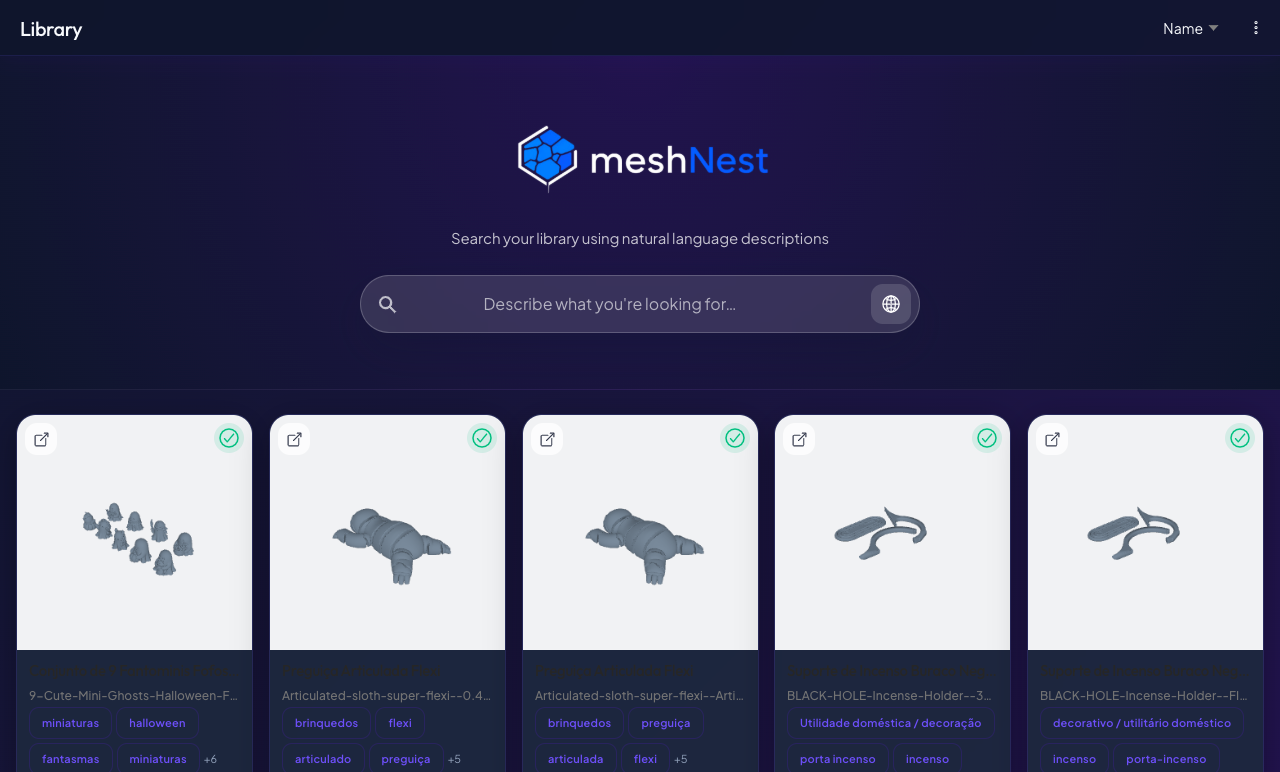 Library
Name
meshNest
Search your library using natural language descriptions
Describe what you're looking for...
9-Cute-Mini-Ghosts-Halloween-F...
miniaturas halloween
fantasmas miniaturas +6
Articulated-sloth-super-flexi--0.4...
brinquedos flexi
articulado preguiça +5
Articulated-sloth-super-flexi--Arti...
brinquedos preguiça
articulada flexi +5
BLACK-HOLE-Incense-Holder--3...
Utilidade doméstica / decoração
porta incenso incenso
BLACK-HOLE-Incense-Holder--Fl...
decorativo / utilitário doméstico
incenso porta-incenso